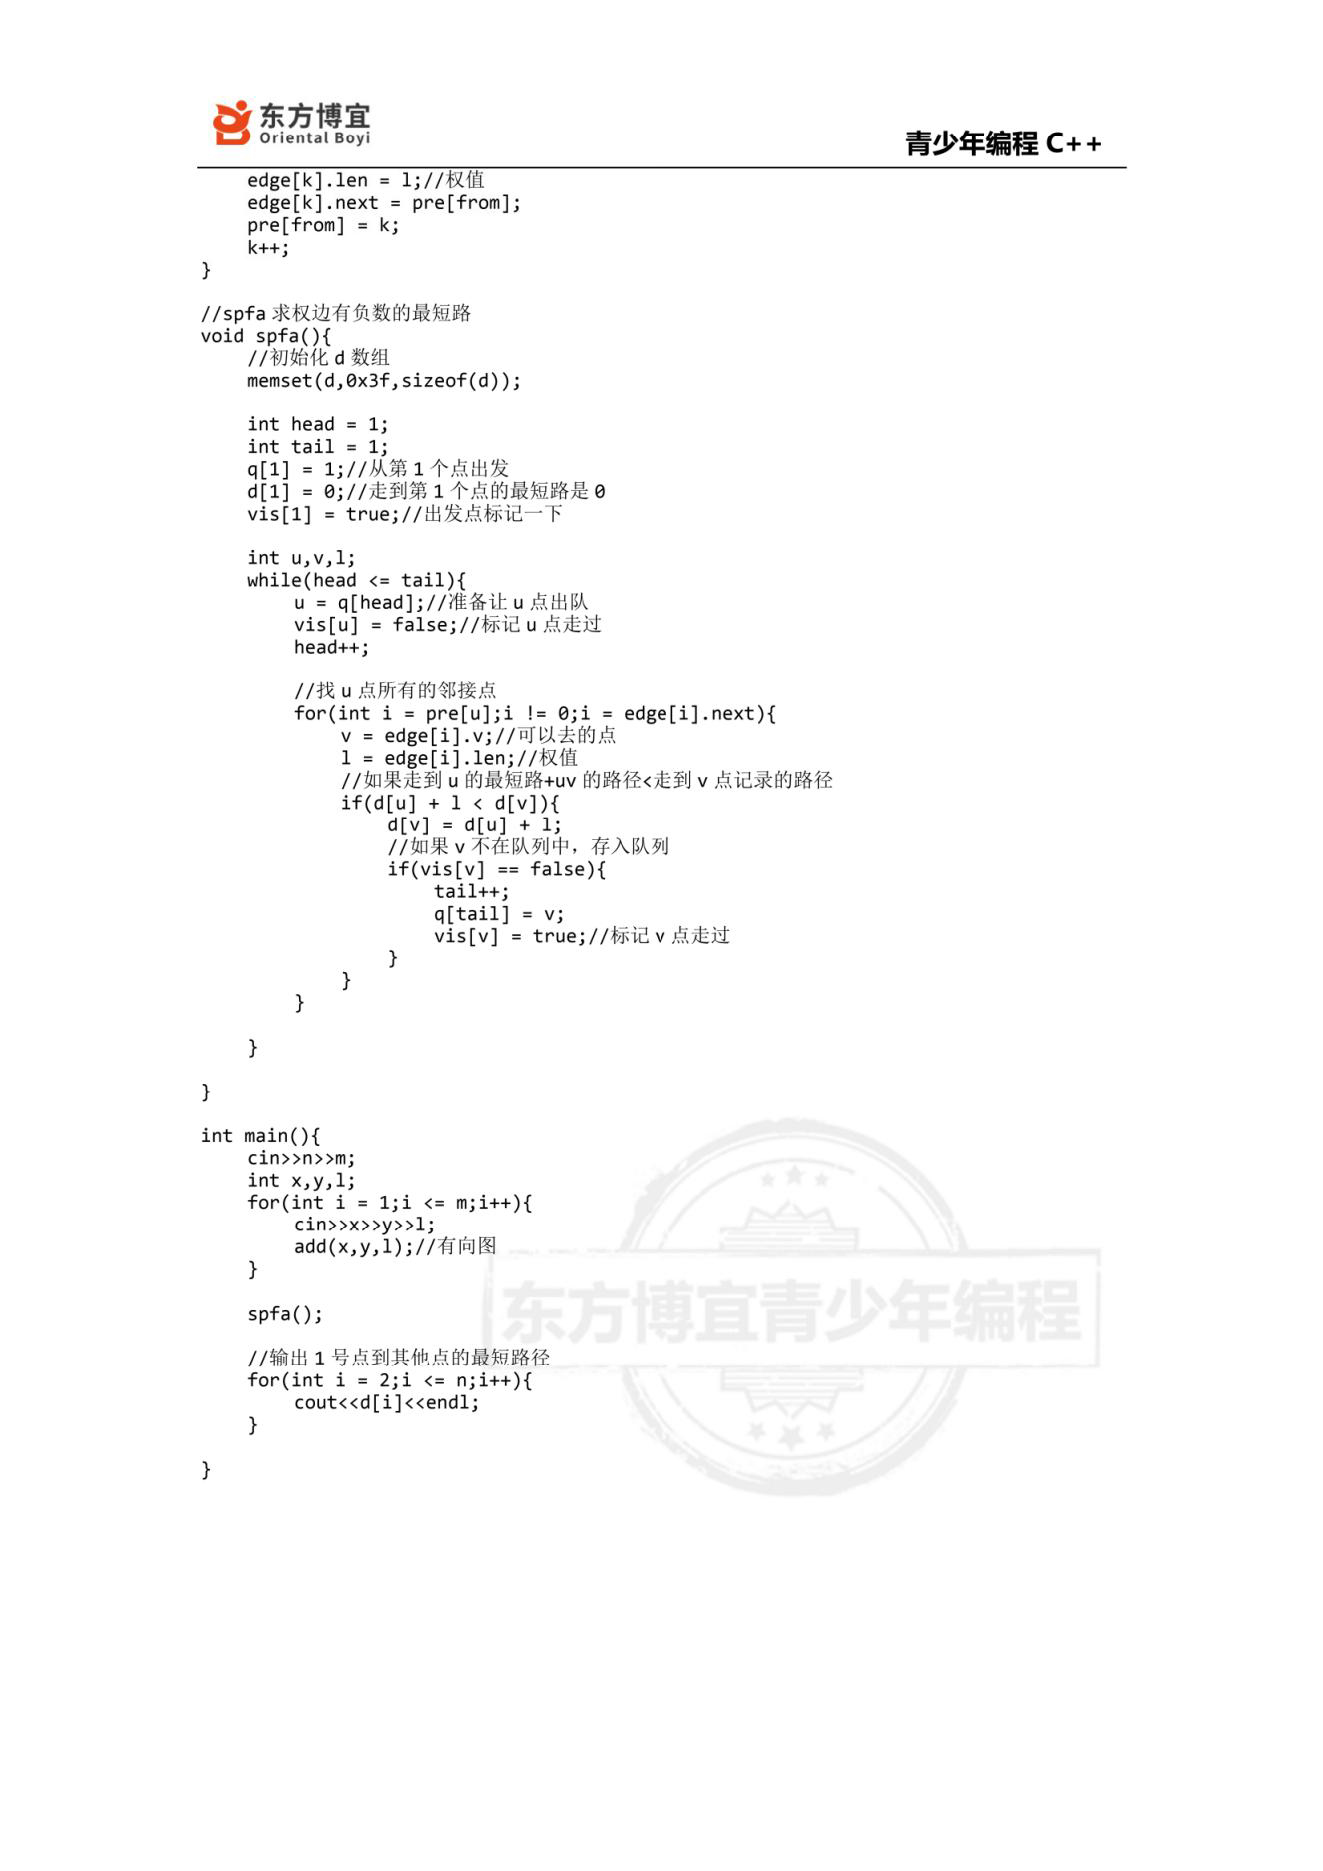 东方博宜
Oriental Boyi
青少年编程 C++
edge[k].len = l;//权值
edge[k].next = pre[from];
pre[from] = k;
k++;
}
//spfa 求权边有负数的最短路
void spfa(){
//初始化 d 数组
memset(d,0x3f,sizeof(d));
int head = 1;
int tail = 1;
q[1] = 1;//从第 1 个点出发
d[1] = 0;//走到第 1 个点的最短路是 0
vis[1] = true;//出发点标记一下
int u,v,l;
while(head <= tail){
u = q[head];//准备让 u 点出队
vis[u] = false;//标记 u 点走过
head++;
//找 u 点所有的邻接点
for(int i = pre[u];i != 0;i = edge[i].next){
v = edge[i].v;//可以去的点
l = edge[i].len;//权值
//如果走到 u 的最短路+uv 的路径<走到 v 点记录的路径
if(d[u] + l < d[v]){
d[v] = d[u] + l;
//如果 v 不在队列中，存入队列
if(vis[v] == false){
tail++;
q[tail] = v;
vis[v] = true;//标记 v 点走过
}
}
}
}
}
int main(){
cin>>n>>m;
int x,y,l;
for(int i = 1;i <= m;i++){
cin>>x>>y>>l;
add(x,y,l);//有向图
}
东方博宜青少年编程
spfa();
//输出 1 号点到其他点的最短路径
for(int i = 2;i <= n;i++){
cout<<d[i]<<endl;
}
}